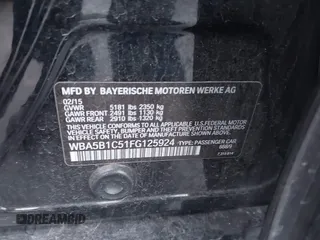 MFD BY BAYERISCHE MOTOREN WERKE AG
02/15
GVWR 5181 lbs 2350 kg
GAWR FRONT 2491 lbs 1130 kg
GAWR REAR 2910 lbs 1320 kg
THIS VEHICLE CONFORMS TO ALL APPLICABLE U.S.FEDERAL MOTOR
VEHICLE SAFETY, BUMPER, AND THEFT PREVENTION STANDARDS
IN EFFECT ON THE DATE OF MANUFACTURE SHOWN ABOVE.
WBA5B1C51FG125924 TYPE: PASSENGER CAR
DREAMBID